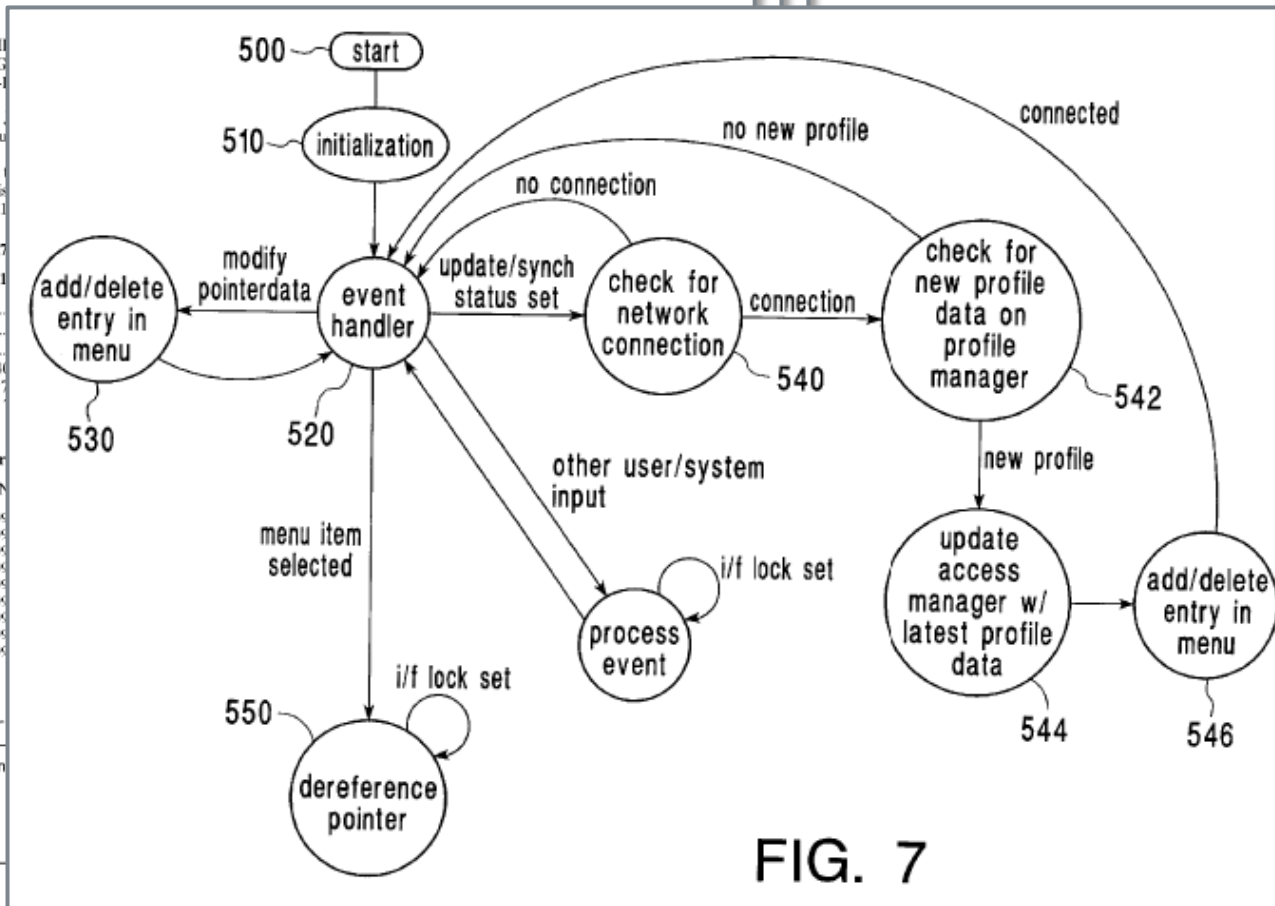 500
start
510
initialization
connected
no new profile
no connection
modify
pointerdata
update/synch
status set
add/delete
entry in
menu
530
event
handler
520
check for
network
connection
540
connection
check for
new profile
data on
profile
manager
542
new profile
other user/system
input
menu item
selected
i/f lock set
process
event
update
access
manager w/
latest profile
data
544
add/delete
entry in
menu
546
i/f lock set
550
dereference
pointer
FIG. 7